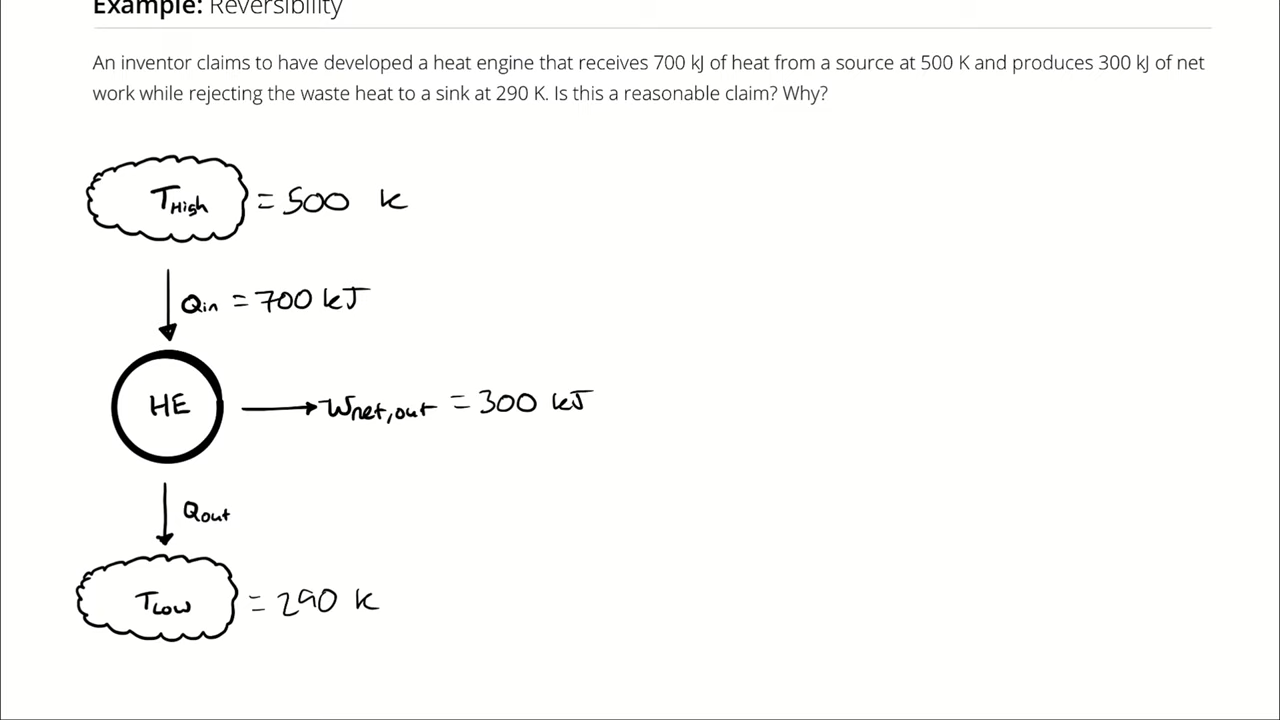 Example: Reversibility
An inventor claims to have developed a heat engine that receives 700 kJ of heat from a source at 500 K and produces 300 kJ of net
work while rejecting the waste heat to a sink at 290 K. Is this a reasonable claim? Why?
THigh = 500 K
Qin = 700 kJ
HE
Wnet,out = 300 kJ
Qout
TLow = 290 K